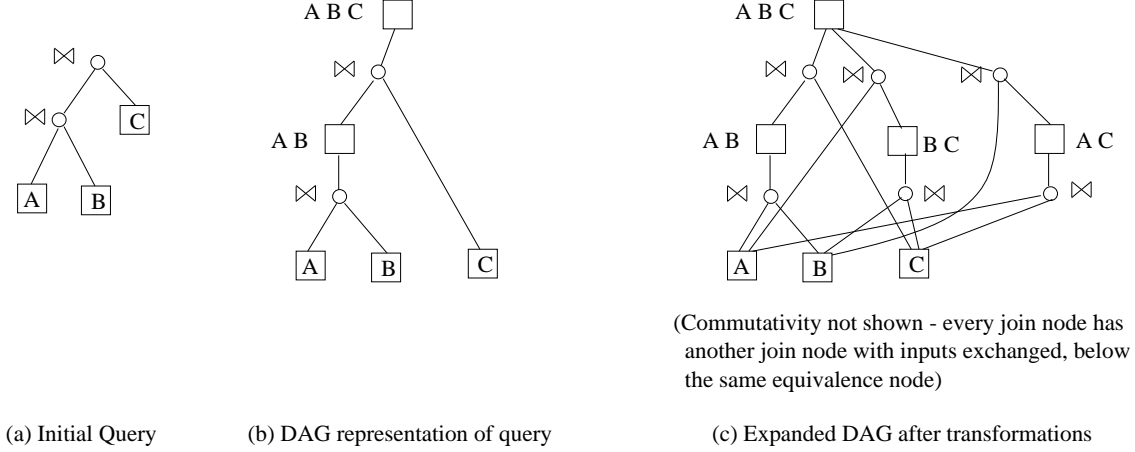 ⋈
⋈
C
A
B
(a) Initial Query
A B C
⋈
A B
⋈
A
B
C
(b) DAG representation of query
A B C
⋈
⋈
⋈
A B
B C
A C
⋈
⋈
⋈
A
B
C
(Commutativity not shown - every join node has
another join node with inputs exchanged, below
the same equivalence node)
(c) Expanded DAG after transformations